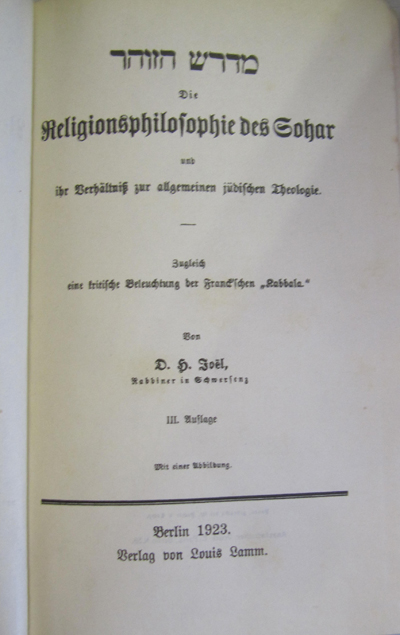 מדרש הזוהר
Die
Religionsphilosophie des Sohar
und
ihr Verhältniß zur allgemeinen jüdischen Theologie.
Zugleich
eine kritische Beleuchtung der Franck'schen „Kabbala.“
Von
D. H. Joël,
Rabbiner in Schwersenz
III. Auflage
Mit einer Abbildung.
Berlin 1923.
Verlag von Louis Lamm.